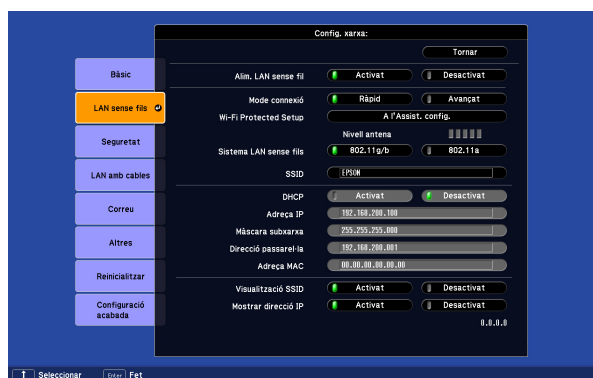 Config. xarxa:
Tornar
Bàsic
LAN sense fils
Seguretat
LAN amb cables
Correu
Altres
Reinicialitzar
Configuració
acabada
Alim. LAN sense fil Activat Desactivat
Mode connexió Ràpid Avançat
Wi-Fi Protected Setup A l'Assist. config.
Nivell antena
Sistema LAN sense fils 802.11g/b 802.11a
SSID EPSON
DHCP Activat Desactivat
Adreça IP 192.168.200.100
Màscara subxarxa 255.255.255.000
Direcció passarel·la 192.168.200.001
Adreça MAC 00.00.00.00.00.00
Visualització SSID Activat Desactivat
Mostrar direcció IP Activat Desactivat
0.0.0.0
Seleccionar Enter Fet